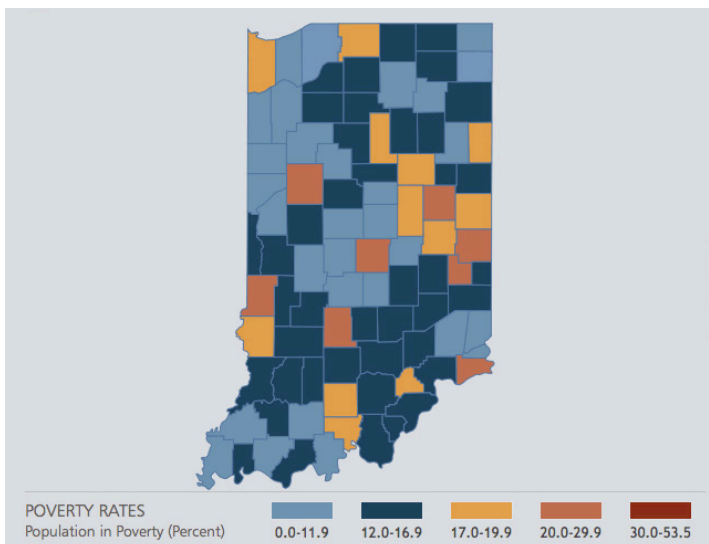 POVERTY RATES
Population in Poverty (Percent)
0.0-11.9
12.0-16.9
17.0-19.9
20.0-29.9
30.0-53.5